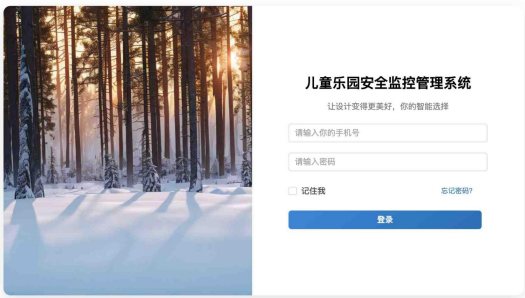 儿童乐园安全监控管理系统
让设计变得更美好，你的智能选择
请输入你的手机号
请输入密码
记住我 忘记密码?
登录